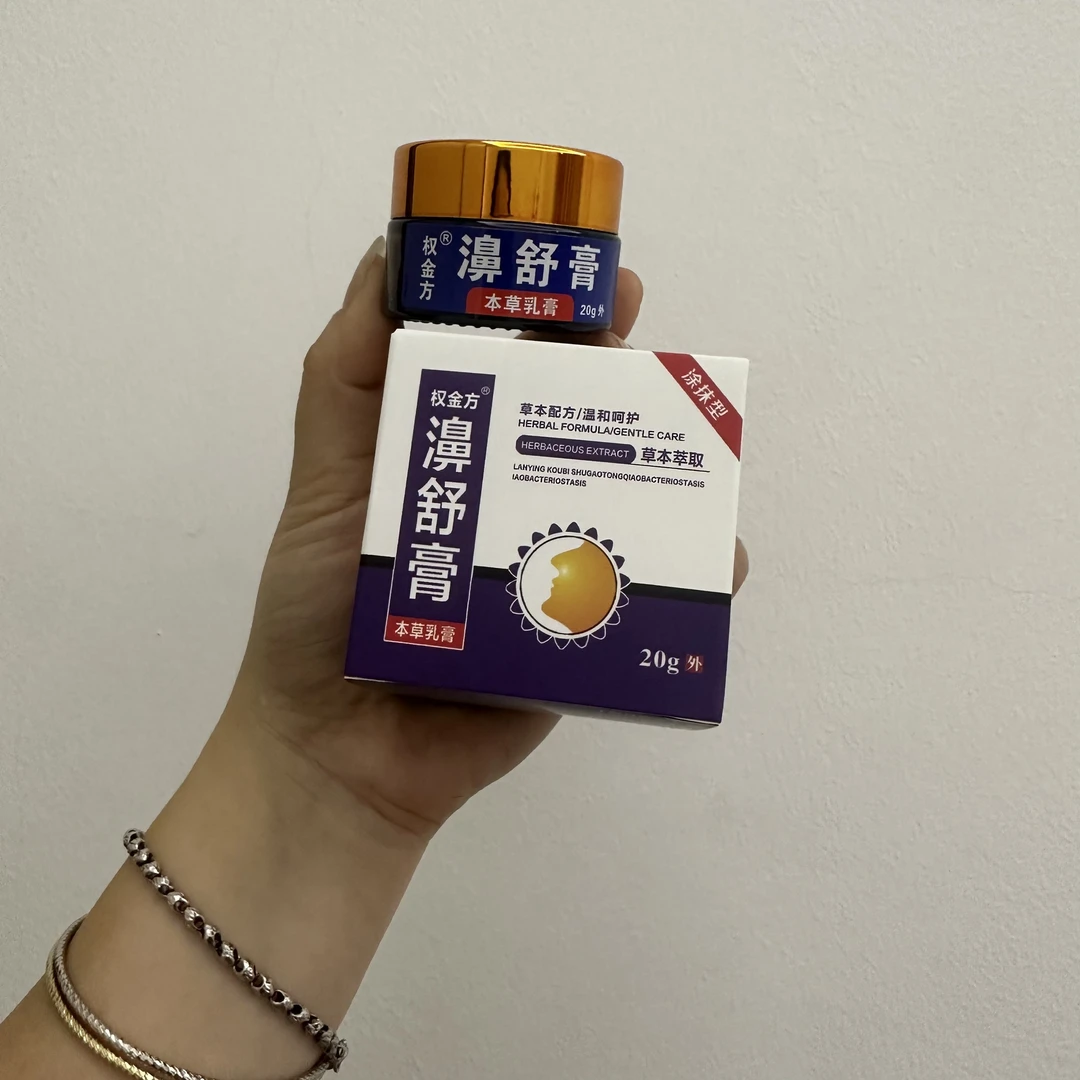 权金方®
濞舒膏
本草乳膏
20g 外
涂抹型
权金方®
濞舒膏
本草乳膏
草本配方/温和呵护
HERBAL FORMULA/GENTLE CARE
HERBACEOUS EXTRACT 草本萃取
LANYING KOUBI SHUGAOTONGQIAOBACTERIOSTASIS
IAOBACTERIOSTASIS
20g 外